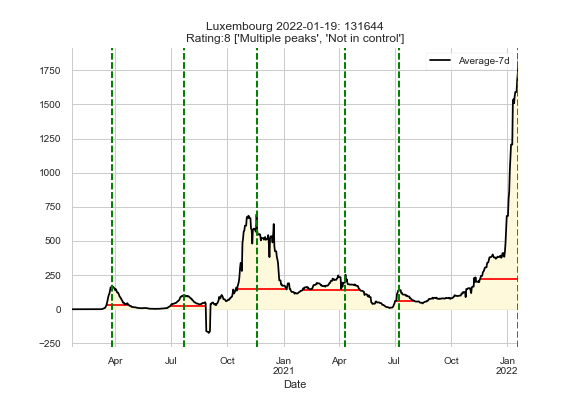 Luxembourg 2022-01-19: 131644
Rating:8 ['Multiple peaks', 'Not in control']
Average-7d
1750
1500
1250
1000
750
500
250
0
−250
Apr
Jul
Oct
Jan
2021
Apr
Jul
Oct
Jan
2022
Date